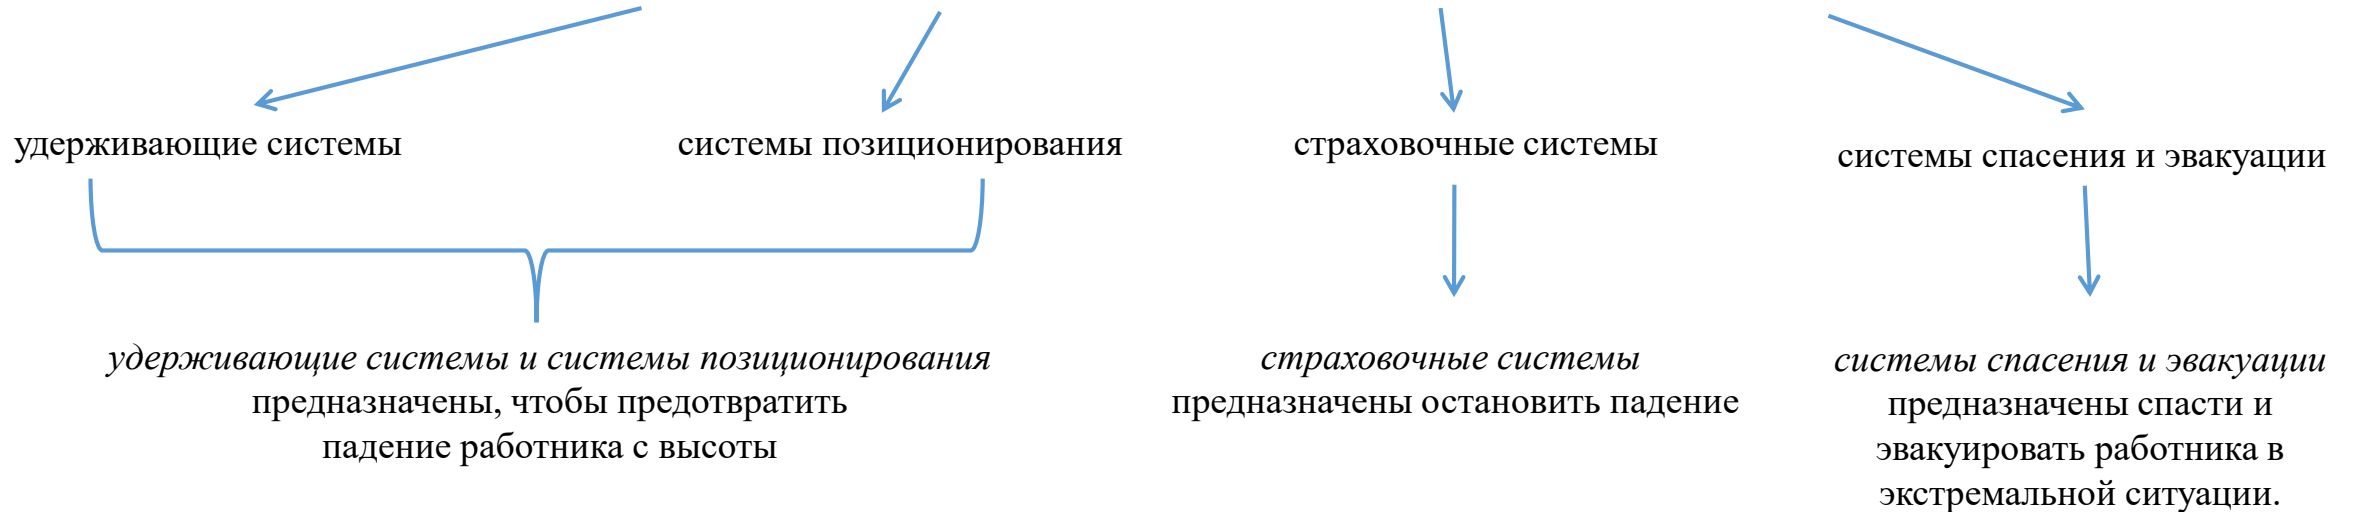 удерживающие системы
системы позиционирования
страховочные системы
системы спасения и эвакуации
удерживающие системы и системы позиционирования
предназначены, чтобы предотвратить
падение работника с высоты
страховочные системы
предназначены остановить падение
системы спасения и эвакуации
предназначены спасти и
эвакуировать работника в
экстремальной ситуации.